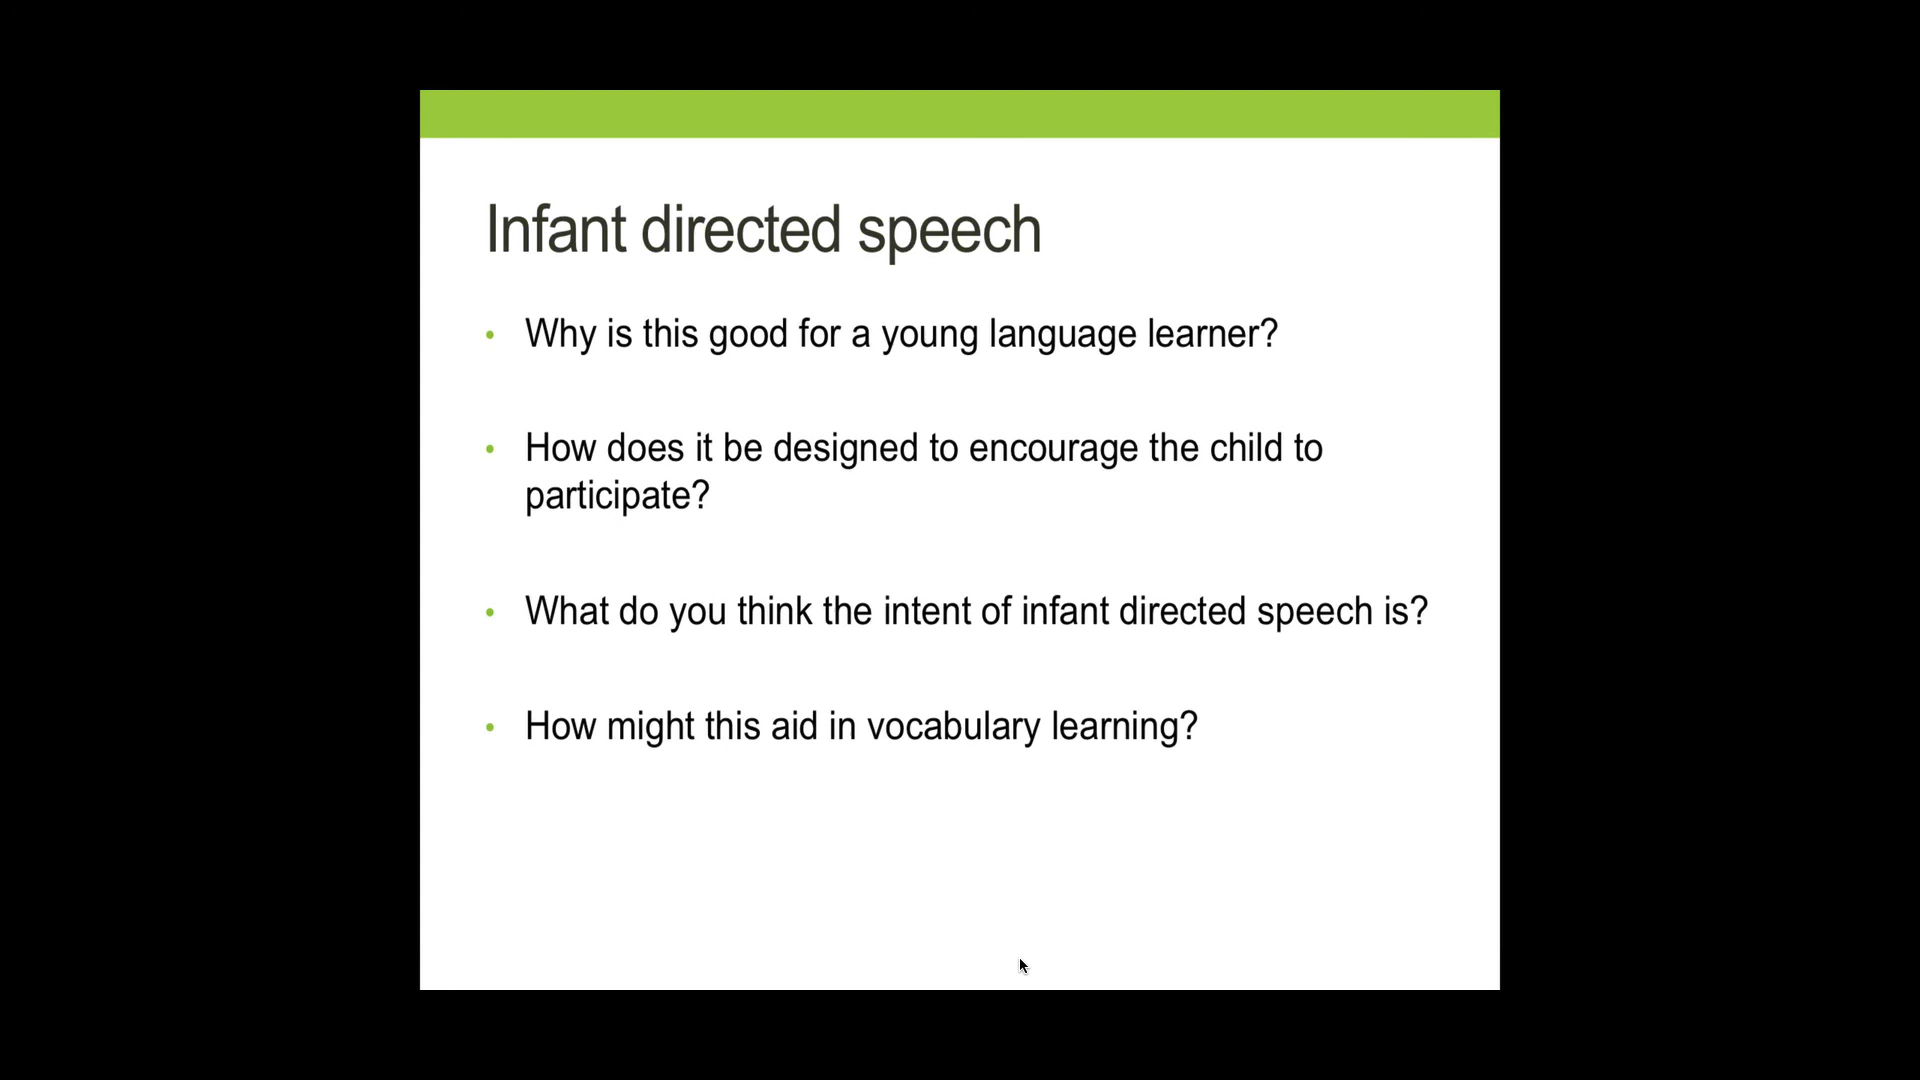 Infant directed speech
• Why is this good for a young language learner?
• How does it be designed to encourage the child to
participate?
• What do you think the intent of infant directed speech is?
• How might this aid in vocabulary learning?